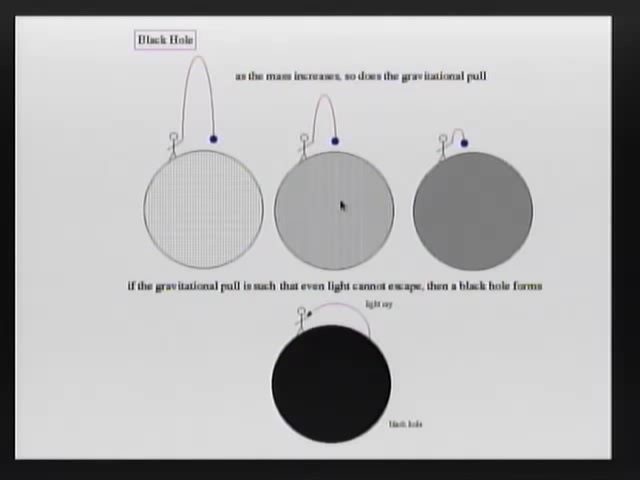 Black Hole
as the mass increases, so does the gravitational pull
if the gravitational pull is such that even light cannot escape, then a black hole forms
light ray
black hole